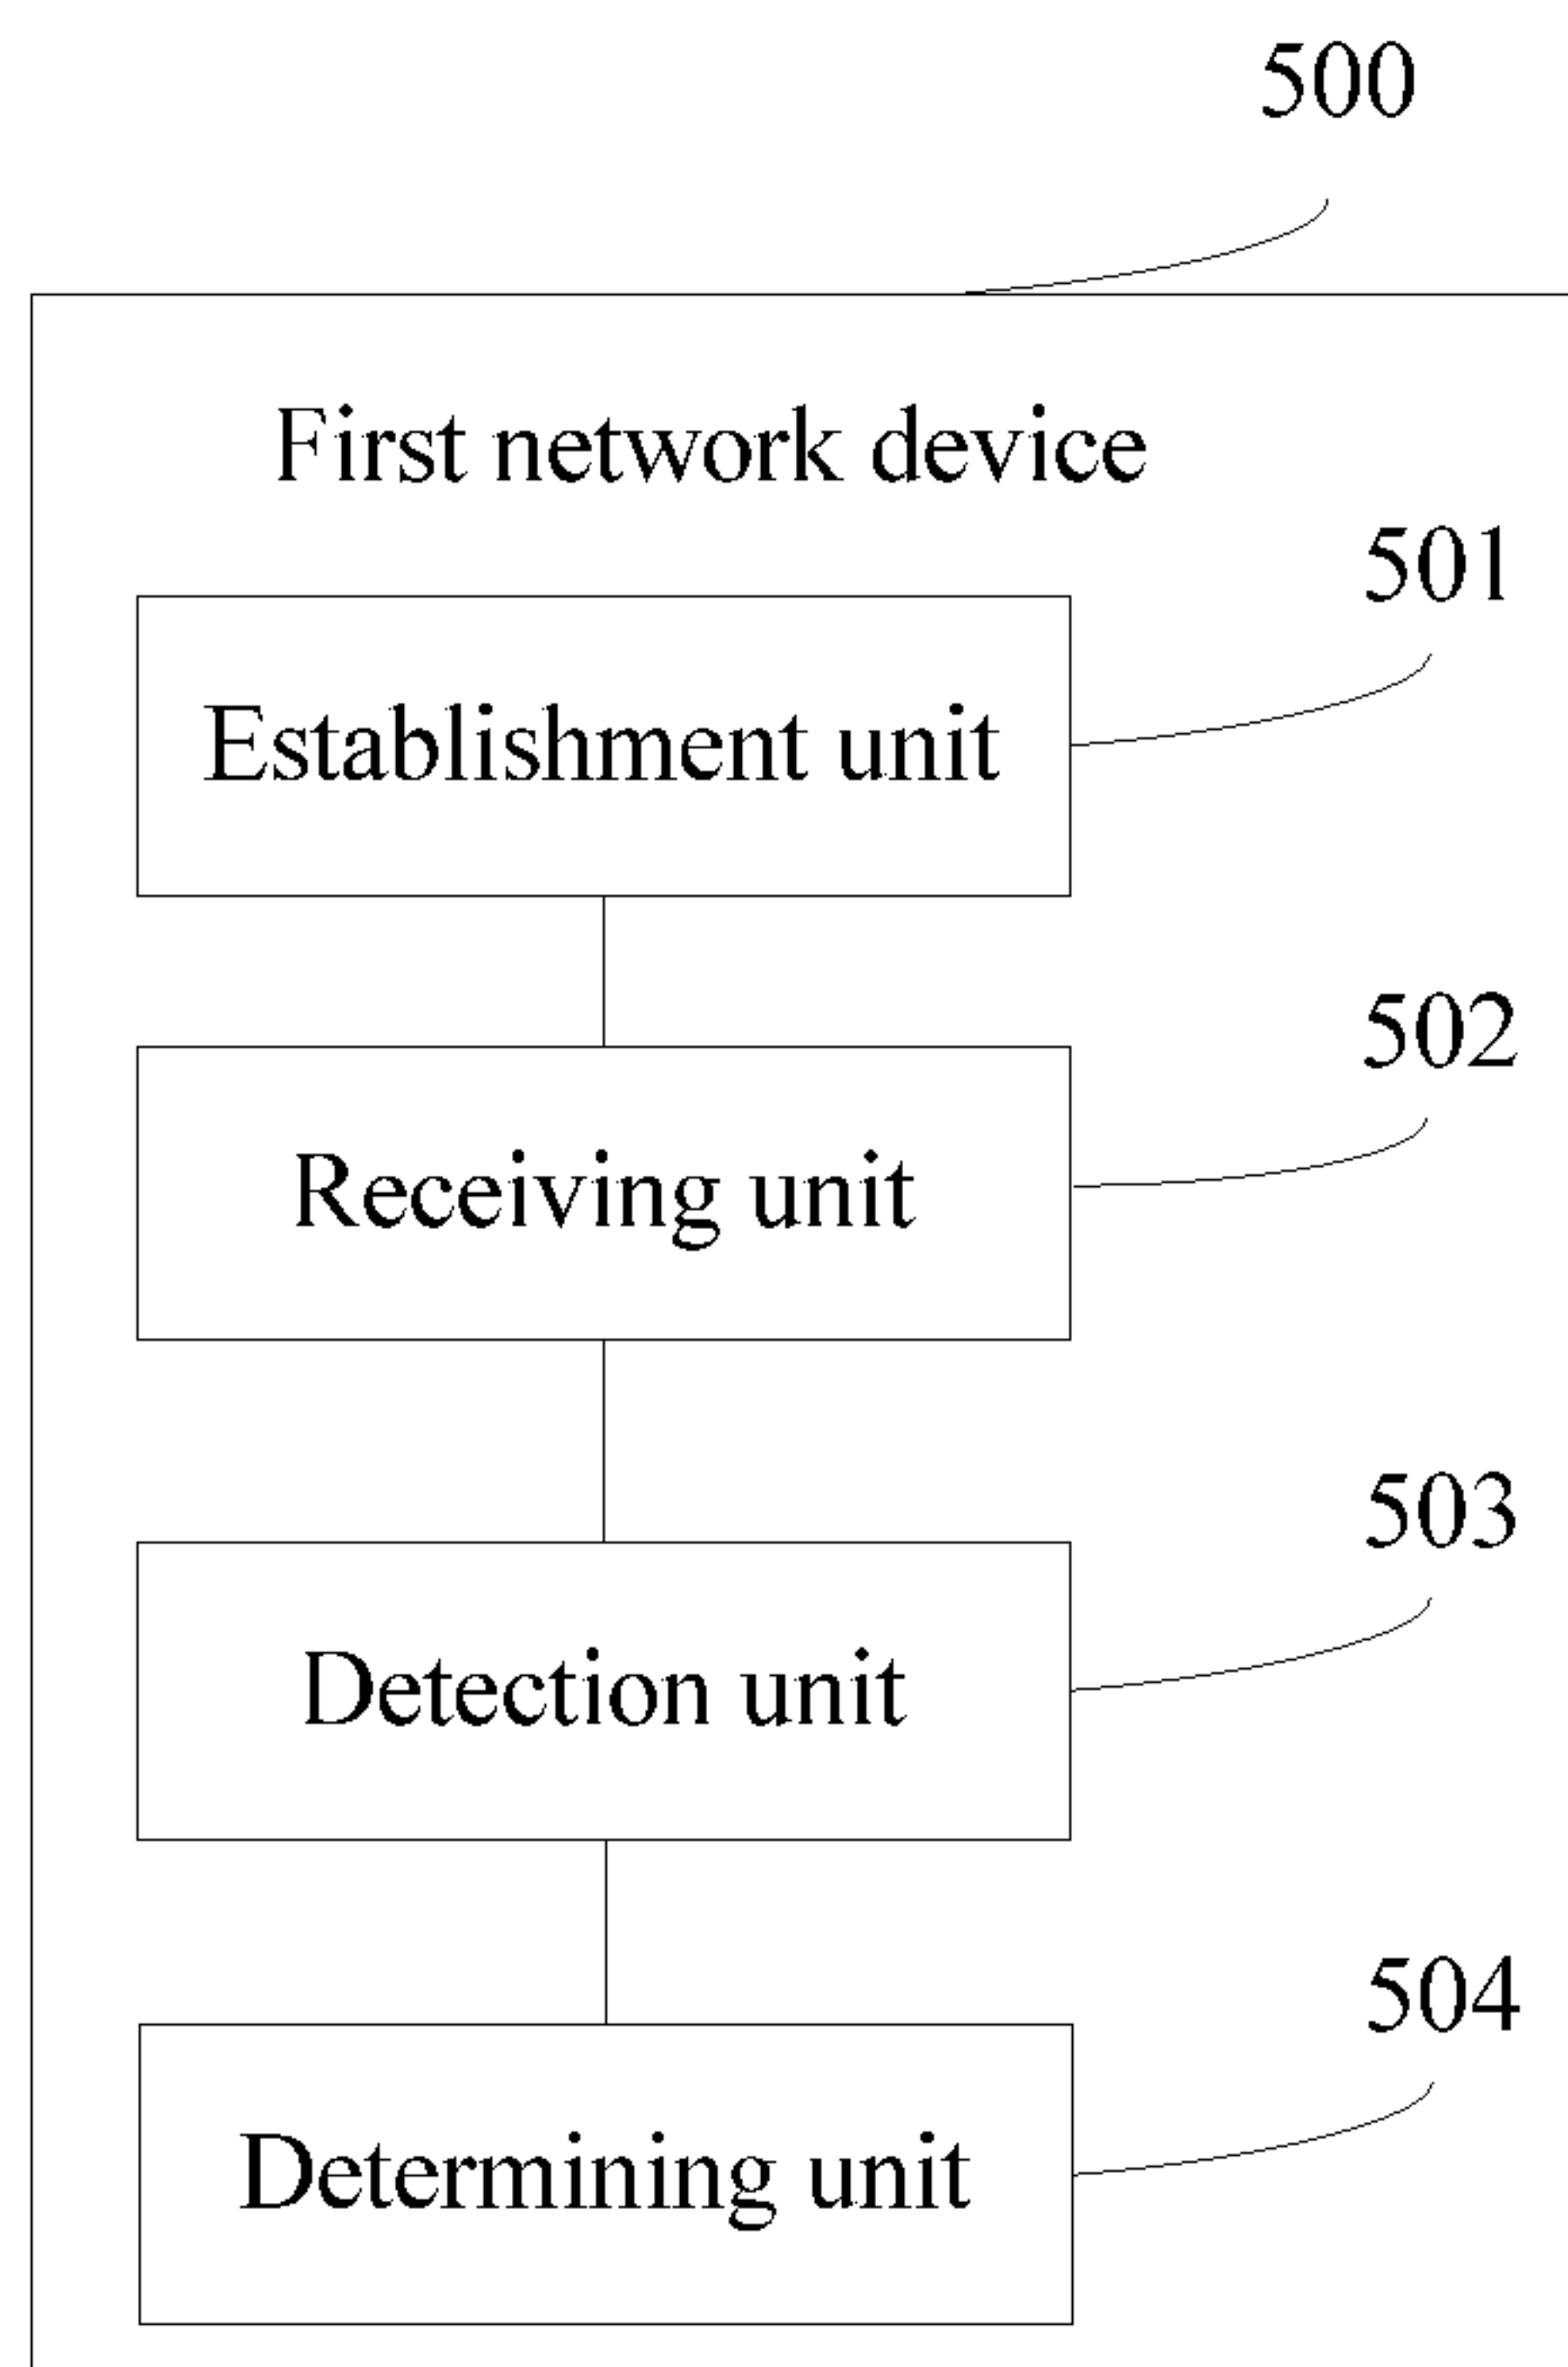 500
First network device
501
Establishment unit
502
Receiving unit
503
Detection unit
504
Determining unit